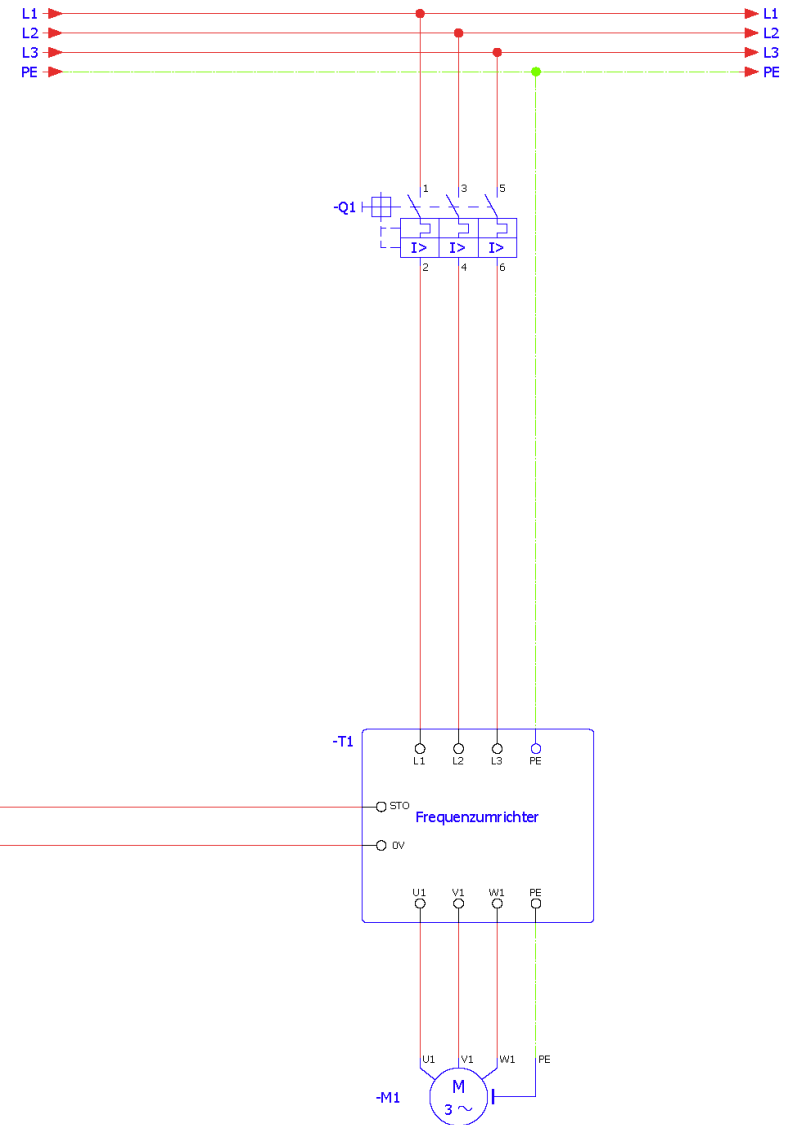 L1 L1
L2 L2
L3 L3
PE PE
1 3 5
-Q1
I> I> I>
2 4 6
-T1
L1 L2 L3 PE
STO
Frequenzumrichter
0V
U1 V1 W1 PE
U1 V1 W1 PE
M
-M1
3 ~